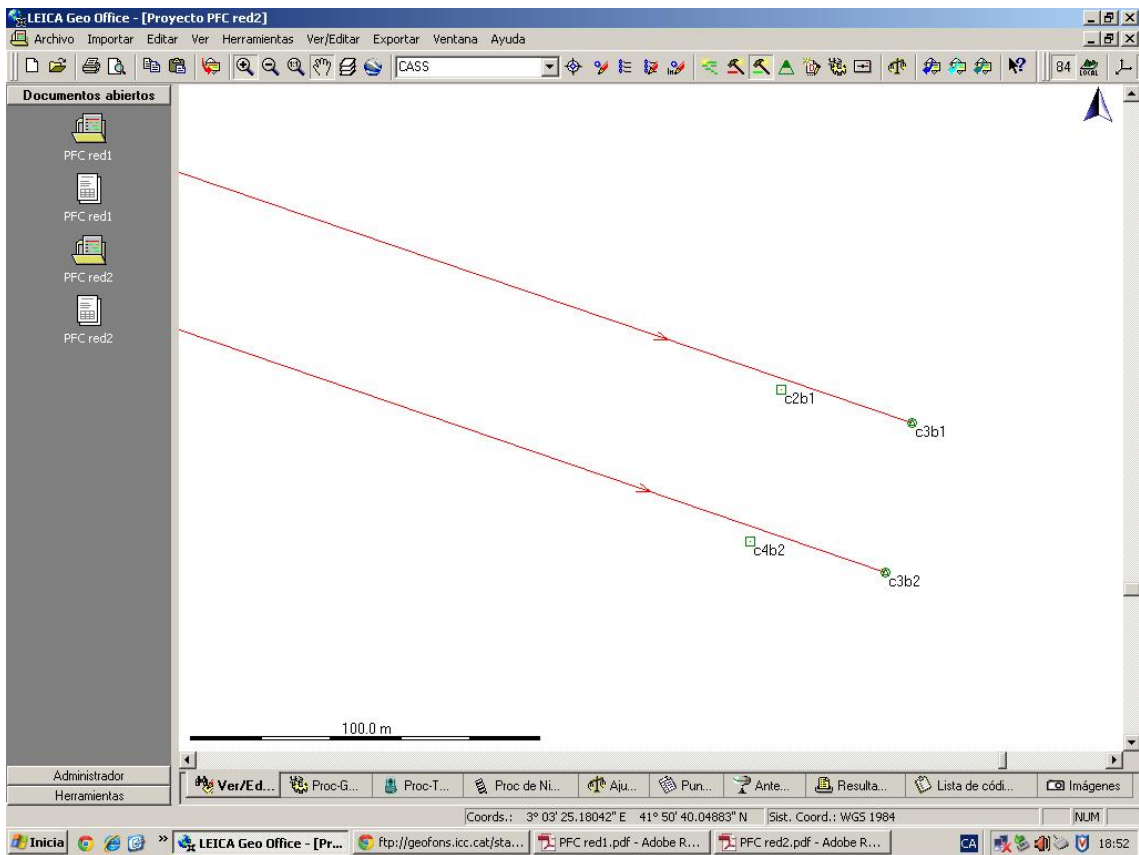 LEICA Geo Office - [Proyecto PFC red2]
Archivo Importar Editar Ver Herramientas Ver/Editar Exportar Ventana Ayuda
CASS
84
LOCAL
Documentos abiertos
PFC red1
PFC red1
PFC red2
PFC red2
c2b1
c3b1
c4b2
c3b2
100.0 m
Administrador
Herramientas
Ver/Ed... Proc-G... Proc-T... Proc de Ni... Aju... Pun... Ante... Resulta... Lista de códi... Imágenes
Coords.: 3° 03' 25.18042" E 41° 50' 40.04883" N Sist. Coord.: WGS 1984 NUM
Inicio » LEICA Geo Office - [Pr... ftp://geofons.icc.cat/sta... PFC red1.pdf - Adobe R... PFC red2.pdf - Adobe R... CA 18:52